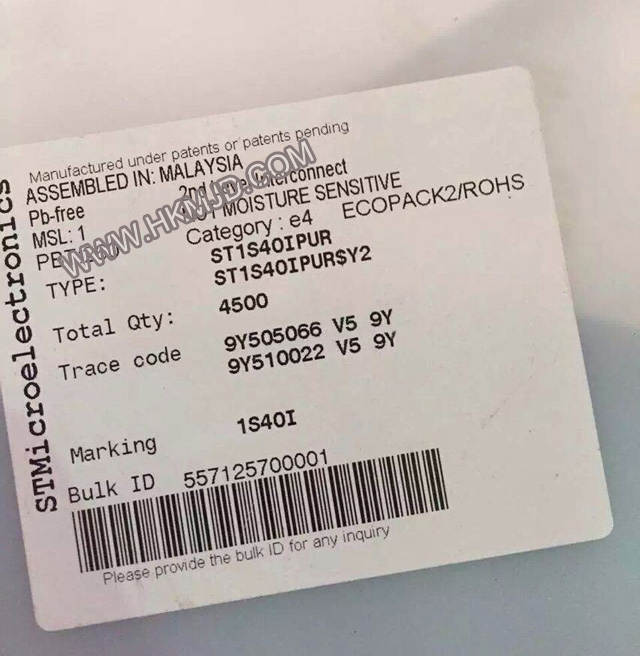 STMicroelectronics
Manufactured under patents or patents pending
ASSEMBLED IN: MALAYSIA
Pb-free 2nd Level Interconnect
MSL: 1 NOT MOISTURE SENSITIVE
Category : e4 ECOPACK2/ROHS
TYPE: ST1S40IPUR
ST1S40IPUR$Y2
Total Qty: 4500
Trace code 9Y505066 V5 9Y
9Y510022 V5 9Y
Marking 1S40I
Bulk ID 557125700001
Please provide the bulk ID for any inquiry
WWW.HKMJD.COM